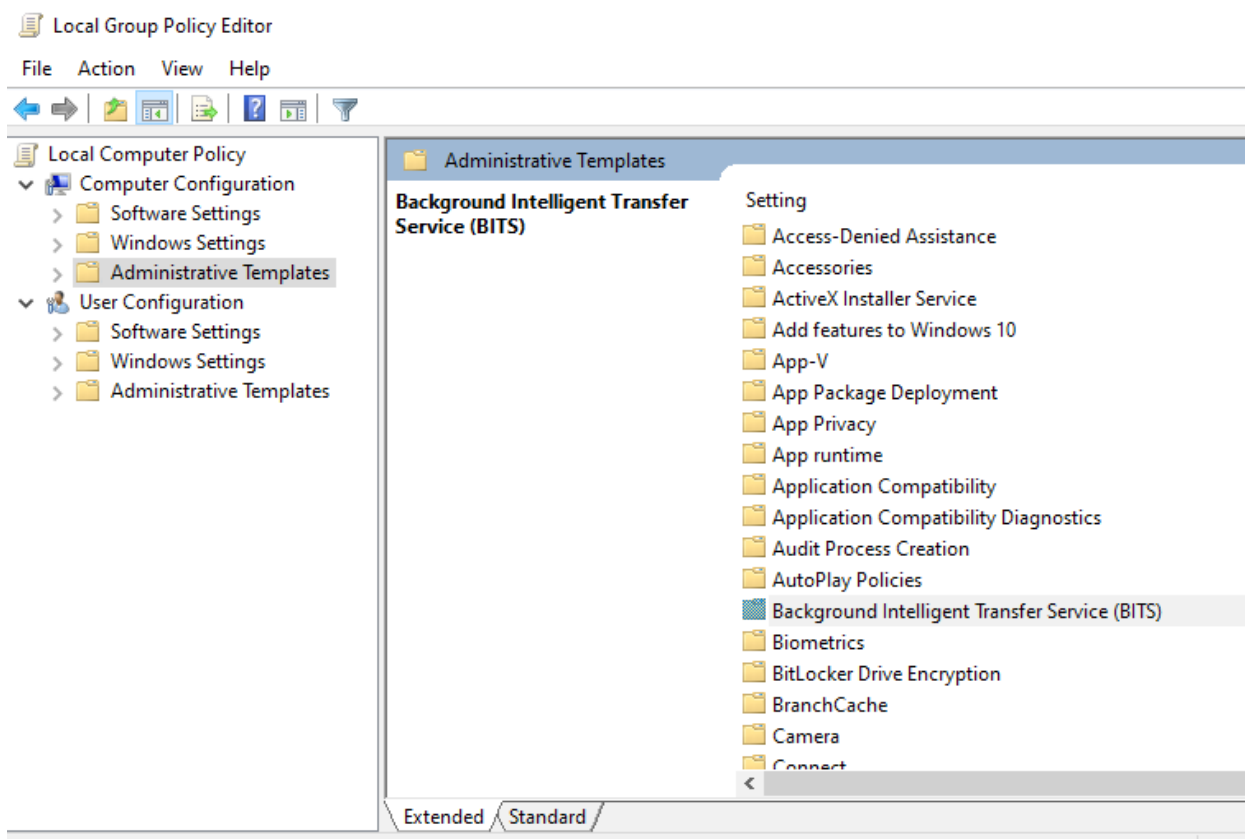 Local Group Policy Editor
File Action View Help
Local Computer Policy
Computer Configuration
Software Settings
Windows Settings
Administrative Templates
User Configuration
Software Settings
Windows Settings
Administrative Templates
Administrative Templates
Background Intelligent Transfer
Service (BITS)
Setting
Access-Denied Assistance
Accessories
ActiveX Installer Service
Add features to Windows 10
App-V
App Package Deployment
App Privacy
App runtime
Application Compatibility
Application Compatibility Diagnostics
Audit Process Creation
AutoPlay Policies
Background Intelligent Transfer Service (BITS)
Biometrics
BitLocker Drive Encryption
BranchCache
Camera
Connect
Extended Standard